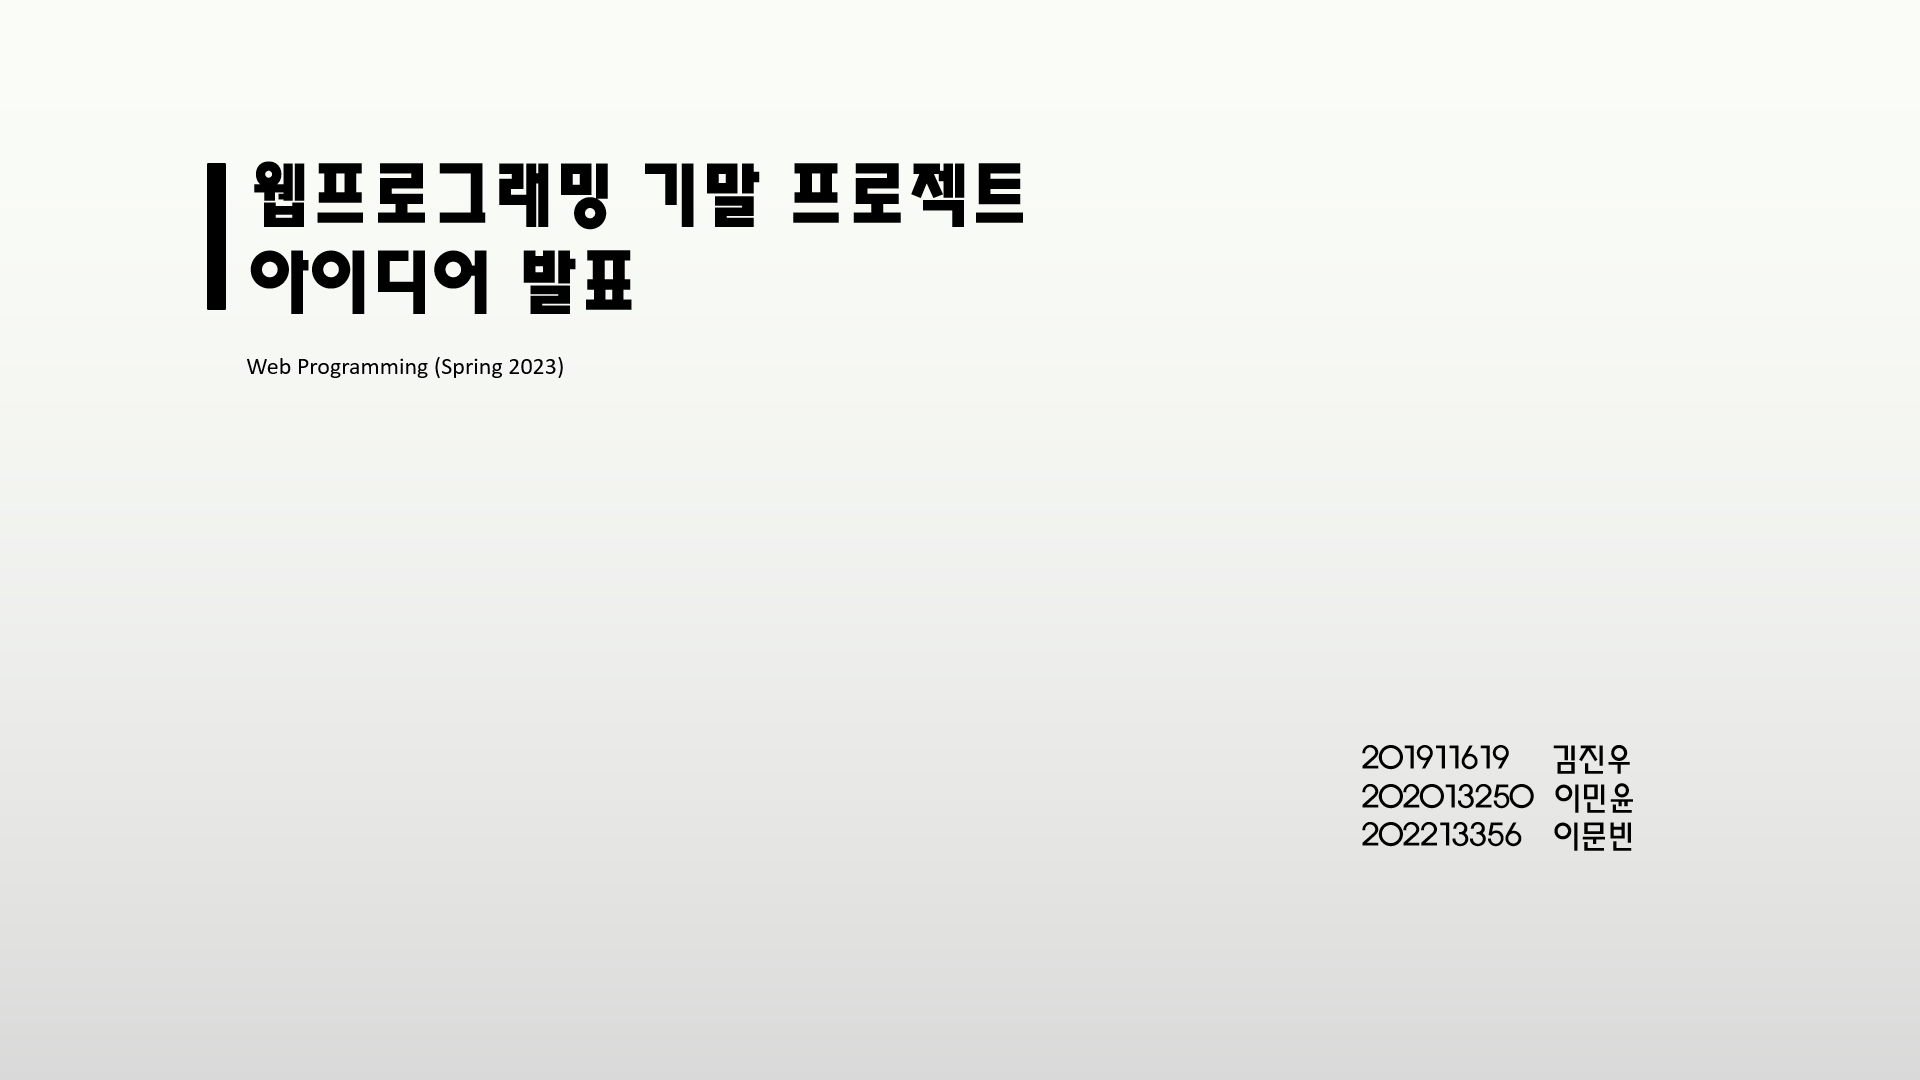 웹프로그래밍 기말 프로젝트
아이디어 발표
Web Programming (Spring 2023)
201911619 김진우
202013250 이민윤
202213356 이문빈